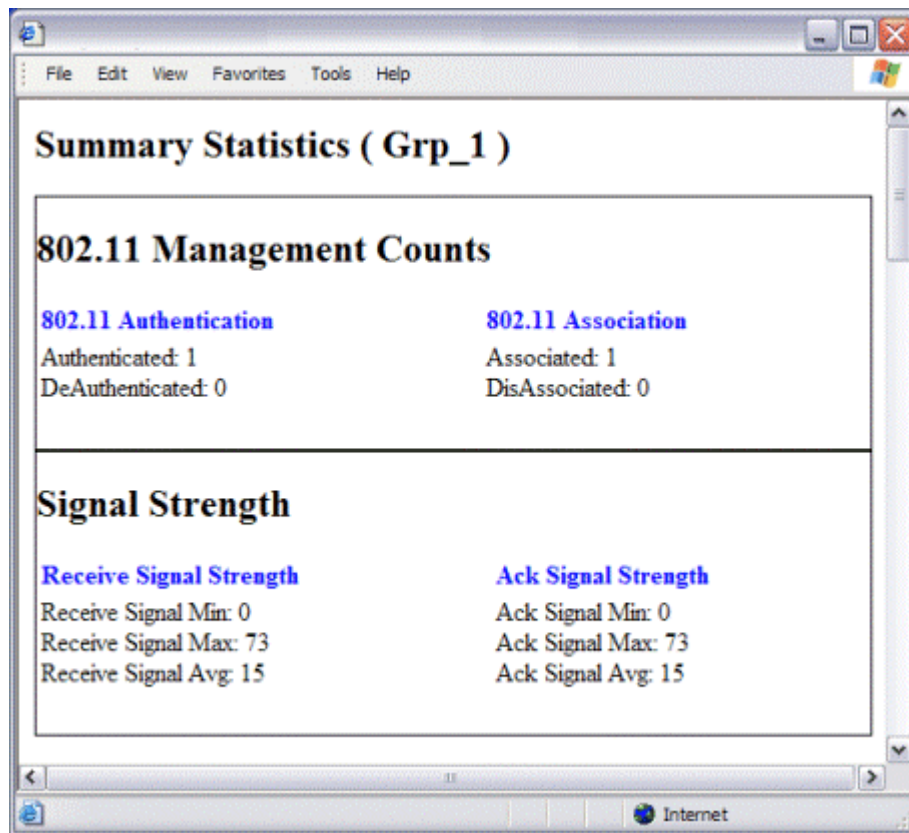 File Edit View Favorites Tools Help
Summary Statistics ( Grp_1 )
802.11 Management Counts
802.11 Authentication
Authenticated: 1
DeAuthenticated: 0
802.11 Association
Associated: 1
DisAssociated: 0
Signal Strength
Receive Signal Strength
Receive Signal Min: 0
Receive Signal Max: 73
Receive Signal Avg: 15
Ack Signal Strength
Ack Signal Min: 0
Ack Signal Max: 73
Ack Signal Avg: 15
Internet